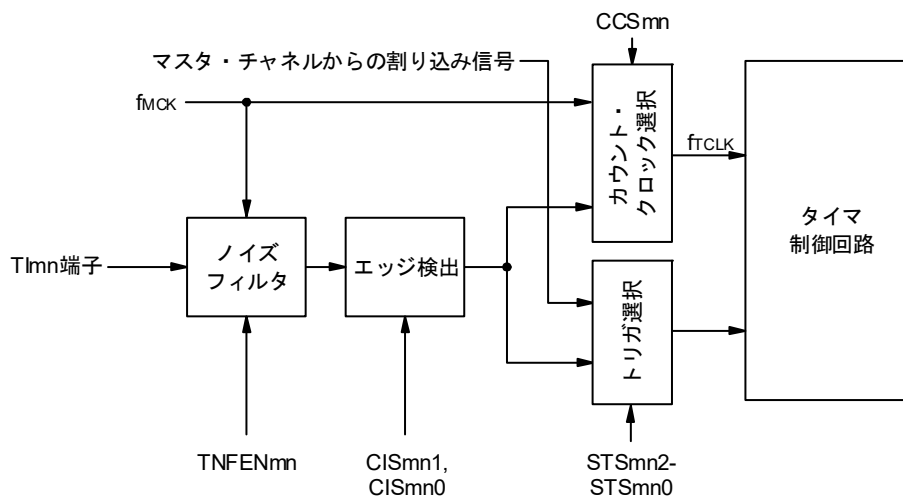 CCSmn
マスタ・チャネルからの割り込み信号
fMCK
カウント・
クロック選択
fTCLK
タイマ
制御回路
TImn端子
ノイズ
フィルタ
エッジ検出
トリガ選択
TNFENmn
CISmn1,
CISmn0
STSmn2-
STSmn0